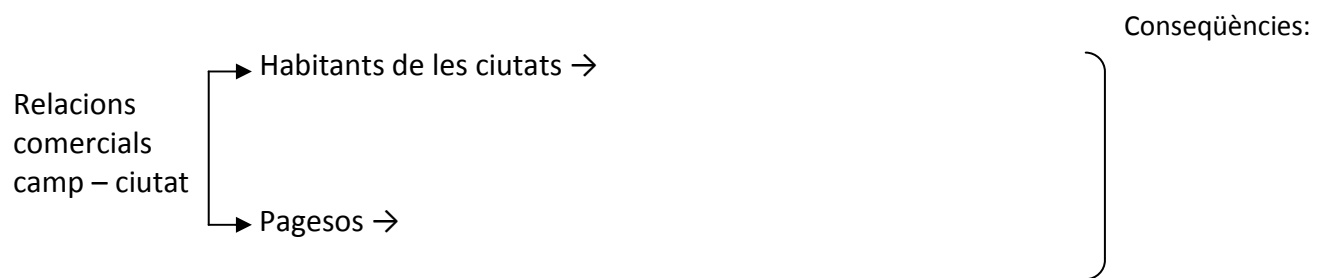 Conseqüències:
Habitants de les ciutats →
Relacions
comercials
camp – ciutat
Pagesos →